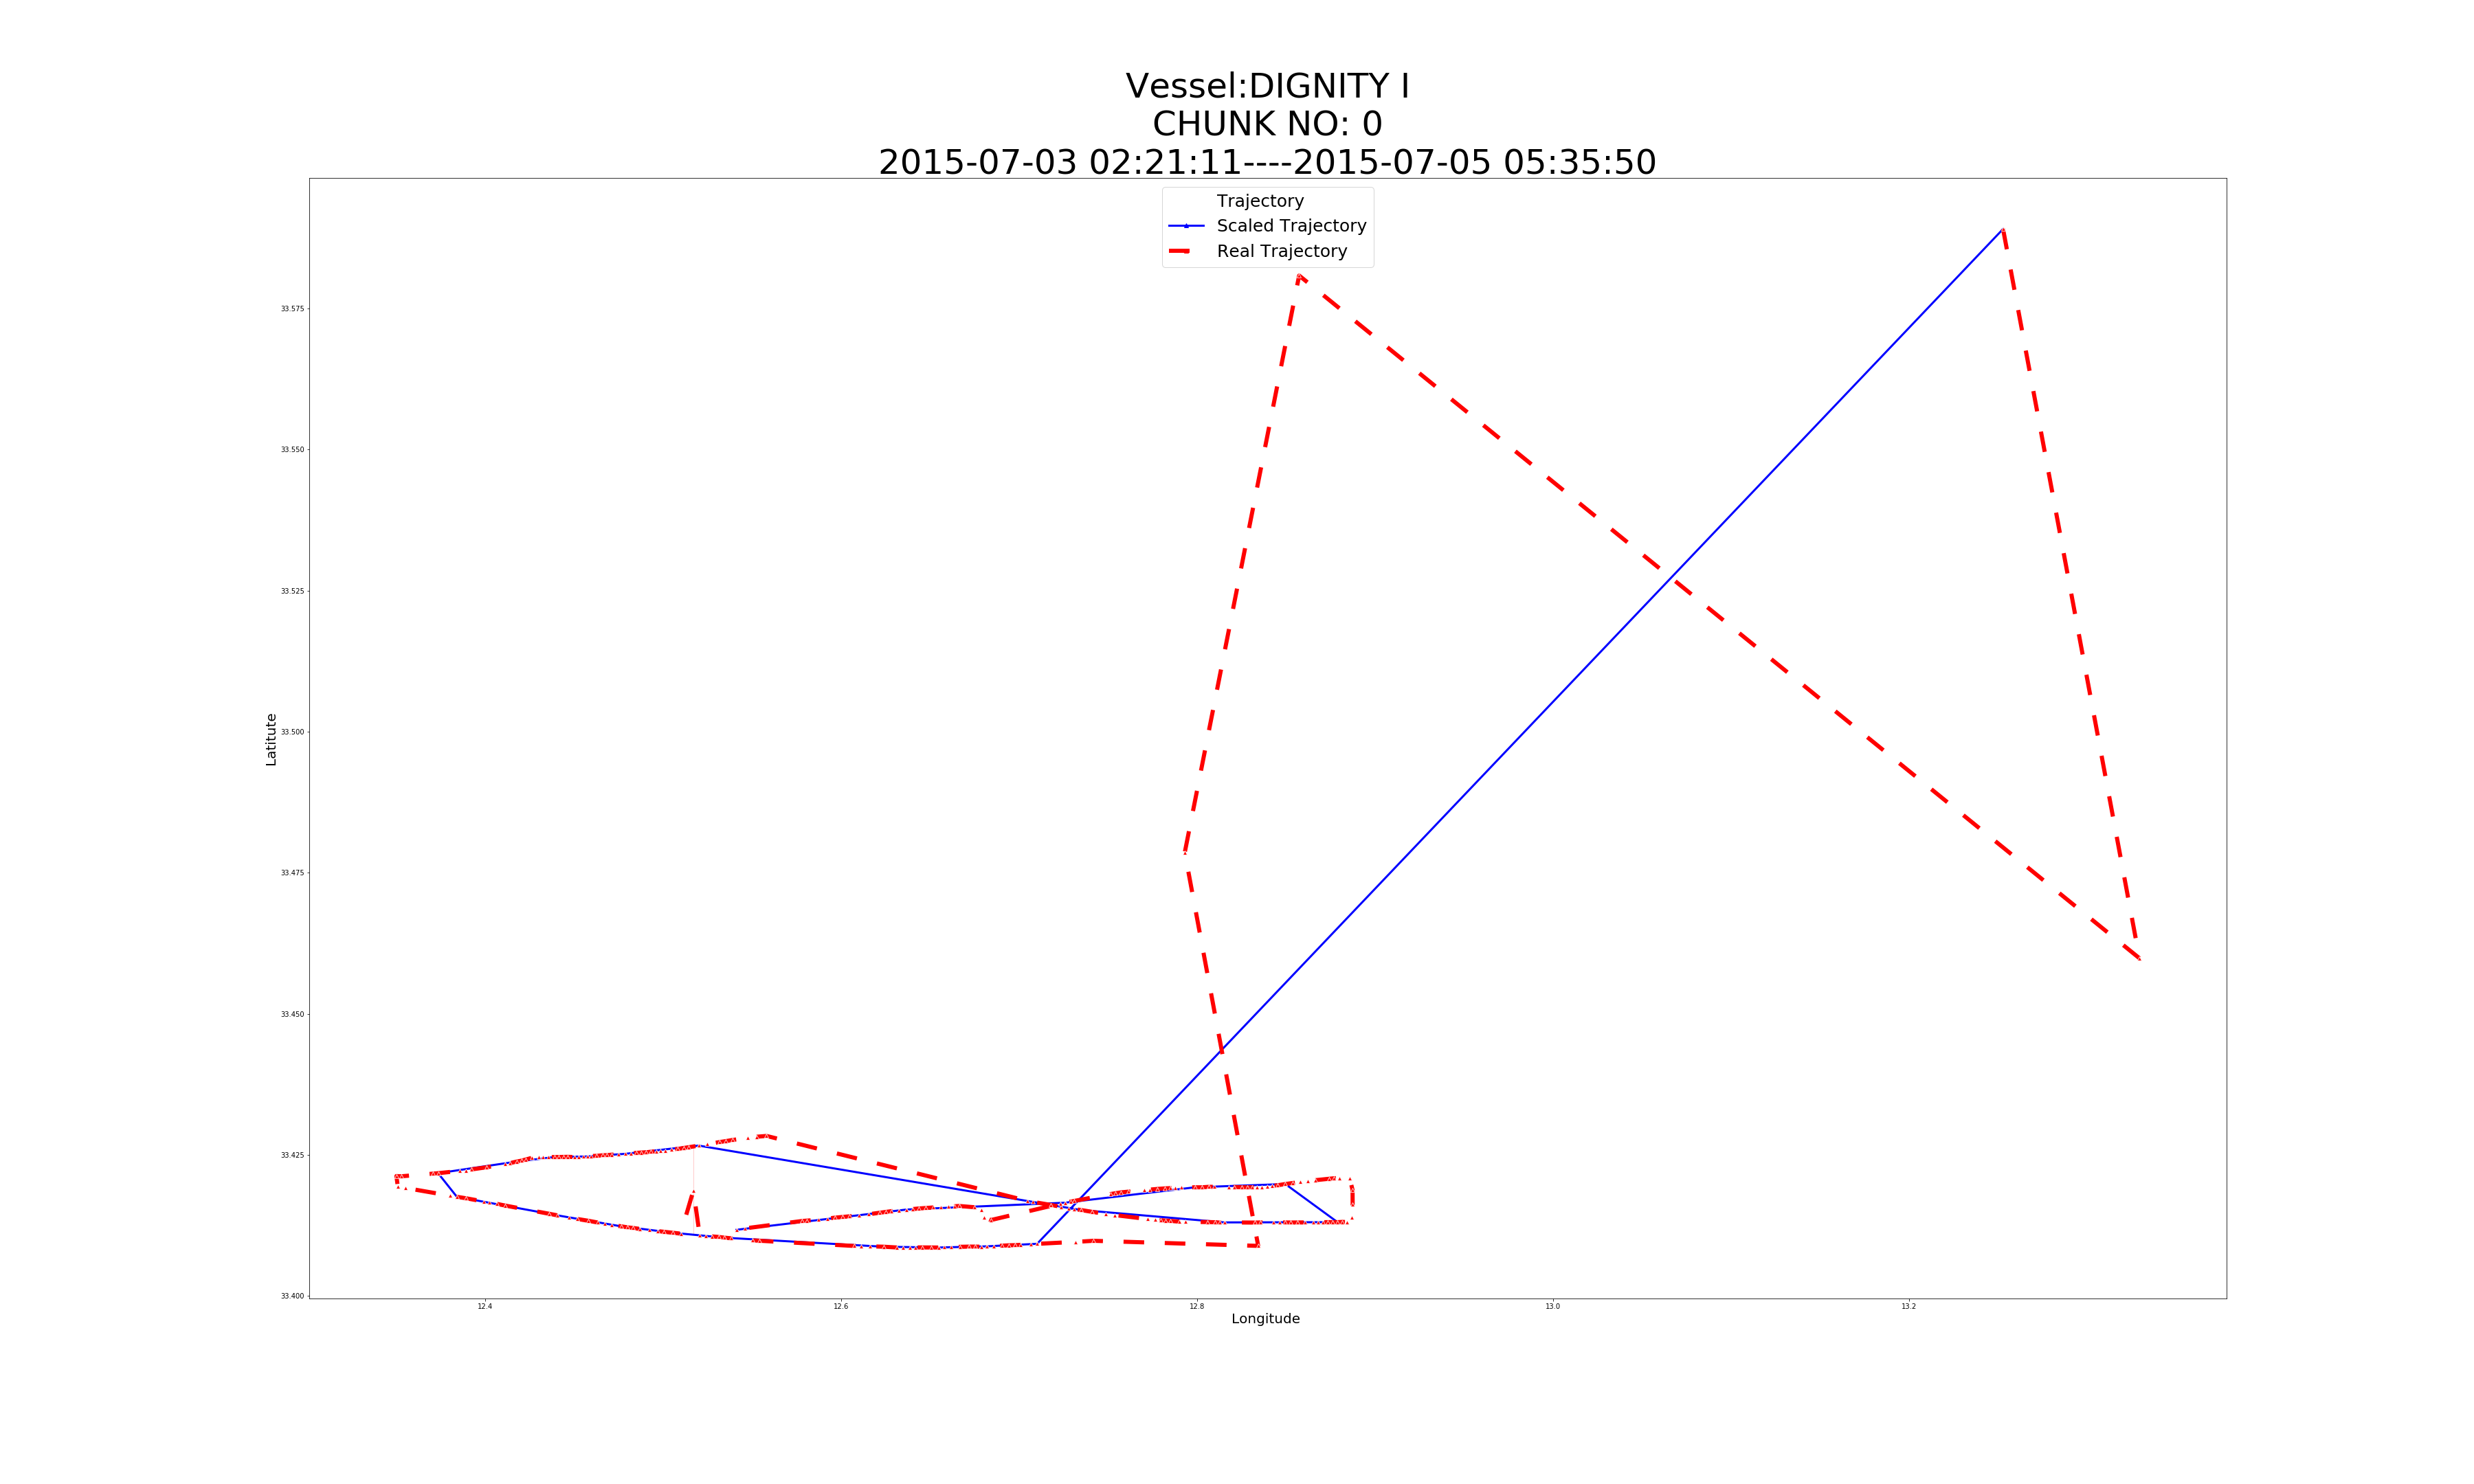 Vessel:DIGNITY I
CHUNK NO: 0
2015-07-03 02:21:11----2015-07-05 05:35:50
Trajectory
Scaled Trajectory
Real Trajectory
33.575
33.550
33.525
33.500
33.475
33.450
33.425
33.400
Latitute
12.4
12.6
12.8
13.0
13.2
Longitude